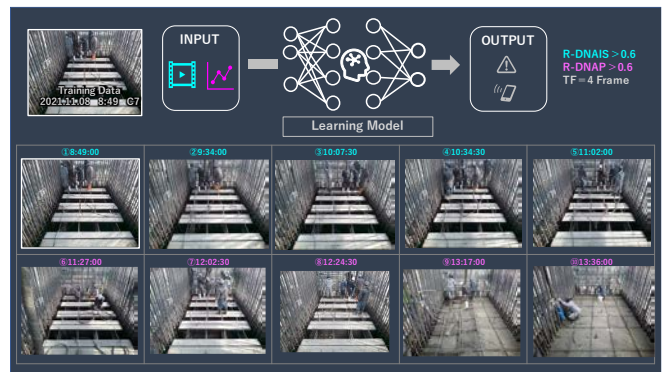 INPUT
OUTPUT
R-DNAIS＞0.6
R-DNAP＞0.6
TF＝4 Frame
Training Data
2021.11.08 8:49 C7
Learning Model
①8:49:00
②9:34:00
③10:07:30
④10:34:30
⑤11:02:00
⑥11:27:00
⑦12:02:30
⑧12:24:30
⑨13:17:00
⑩13:36:00